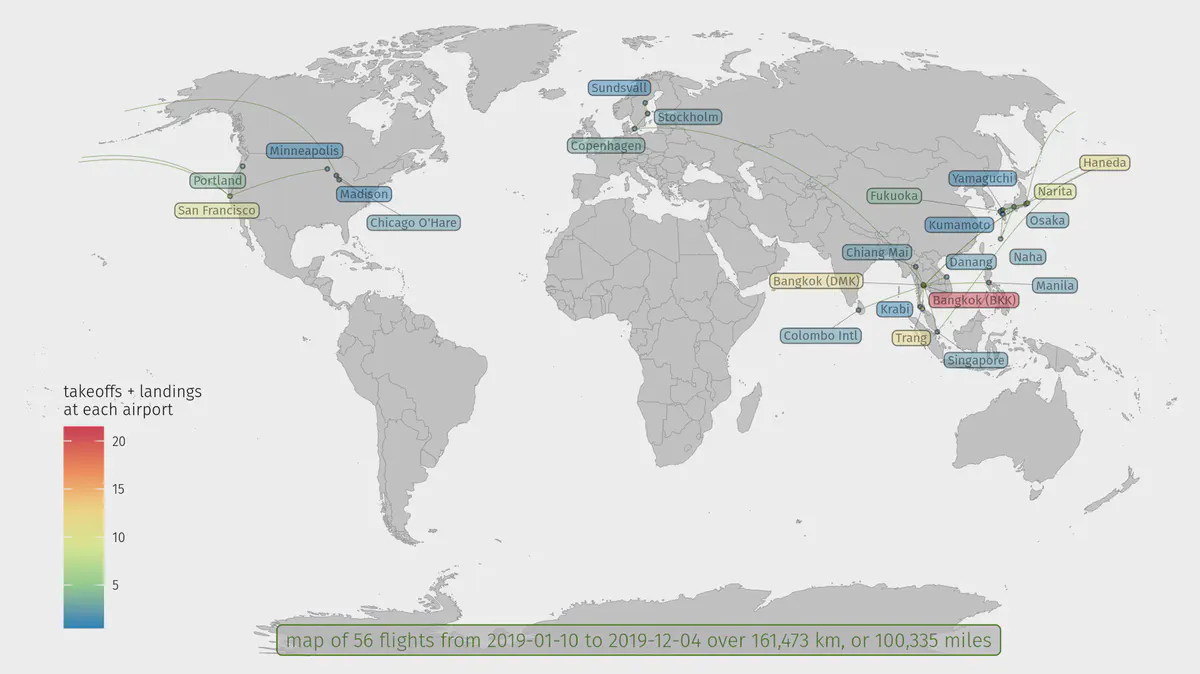 Sundsvall
Stockholm
Copenhagen
Minneapolis
Haneda
Portland
Yamaguchi
Madison
Fukuoka
Narita
San Francisco
Chicago O'Hare
Kumamoto
Osaka
Chiang Mai
Danang
Naha
Bangkok (DMK)
Manila
Bangkok (BKK)
Krabi
Colombo Intl
Trang
Singapore
takeoffs + landings
at each airport
20
15
10
5
map of 56 flights from 2019-01-10 to 2019-12-04 over 161,473 km, or 100,335 miles